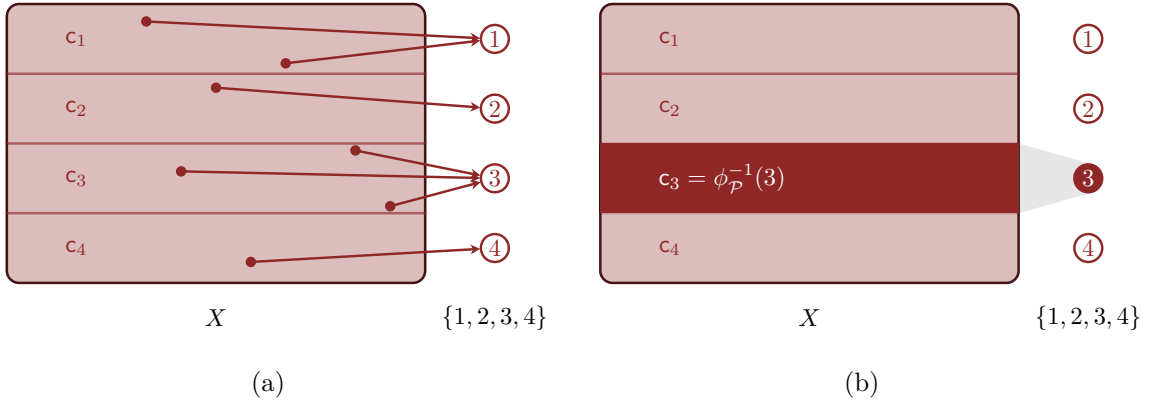 c₁ 1
c₂ 2
c₃ 3
c₄ 4
X {1, 2, 3, 4}
(a)
c₁ 1
c₂ 2
c₃ = ϕ_𝒫⁻¹(3) 3
c₄ 4
X {1, 2, 3, 4}
(b)